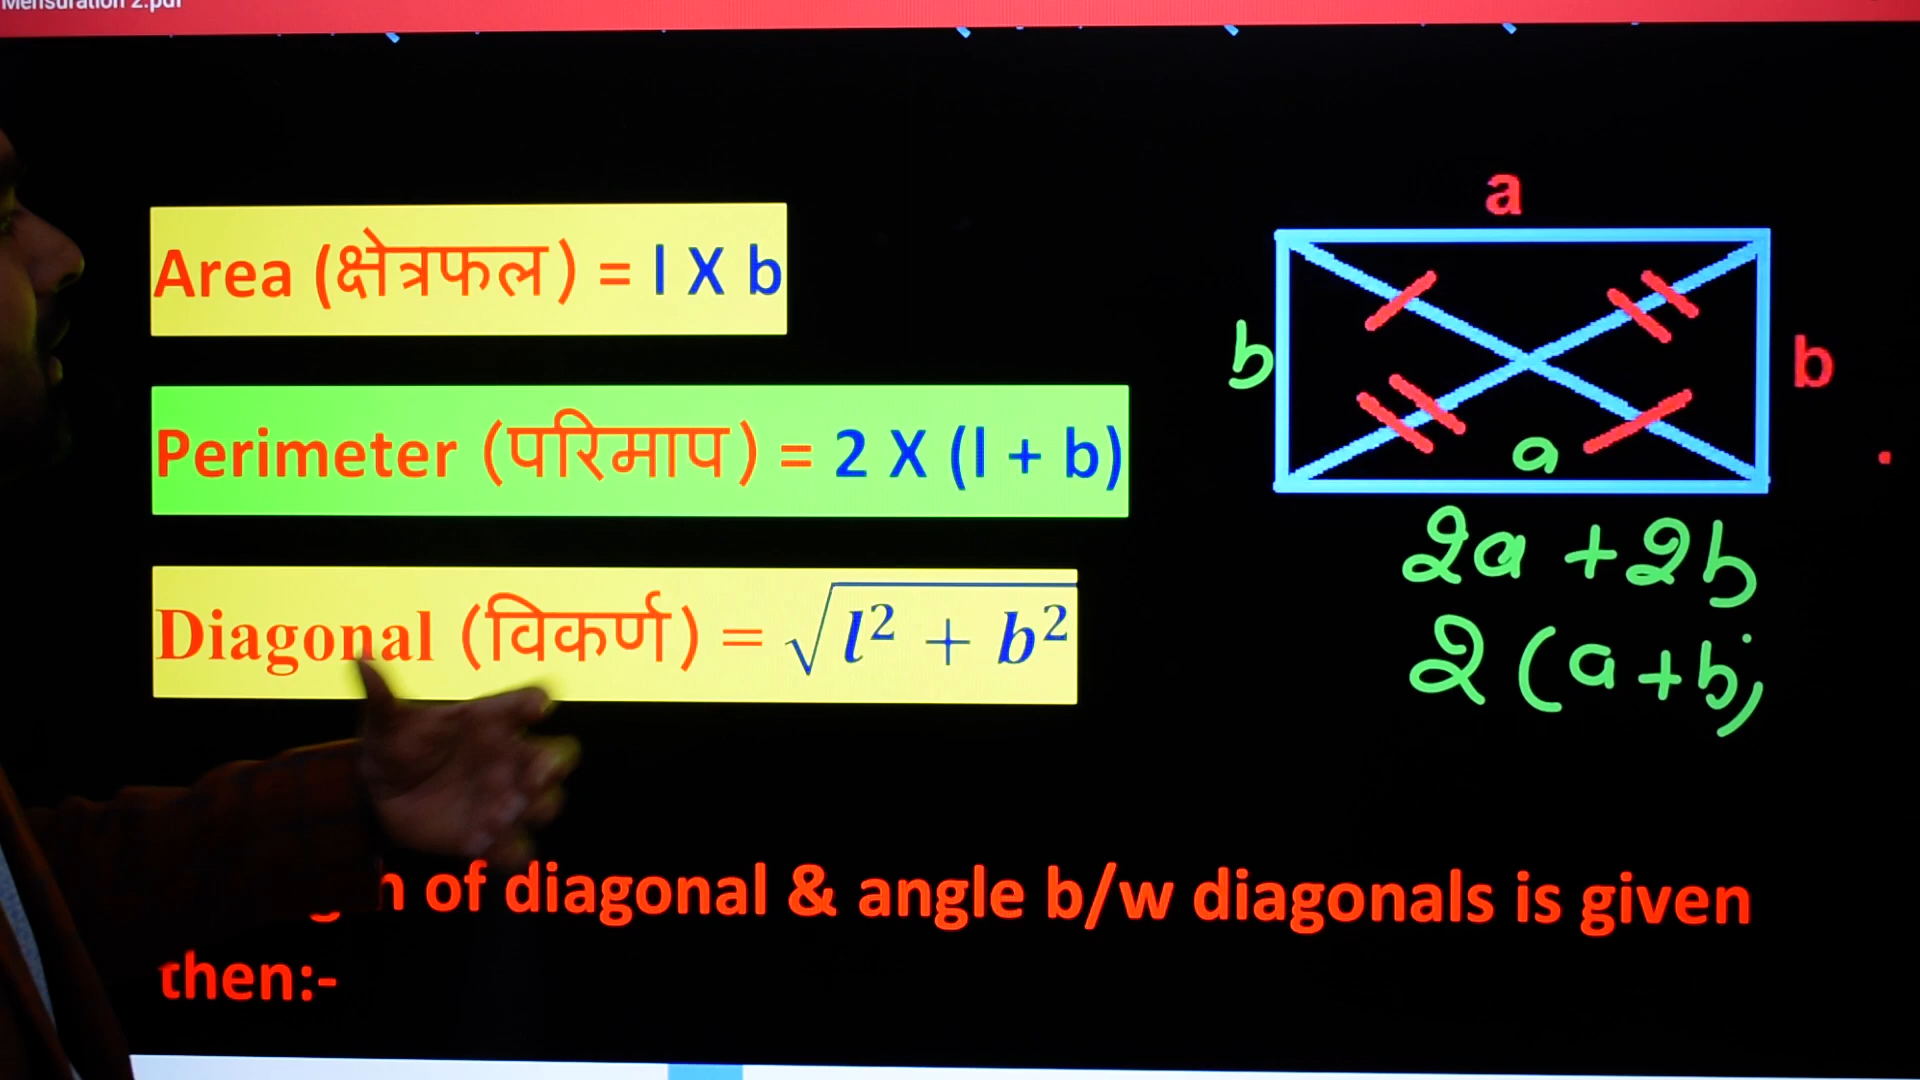 Mensuration 2.pdf
Area (क्षेत्रफल) = l X b
Perimeter (परिमाप) = 2 X (l + b)
Diagonal (विकर्ण) = √l² + b²
a
b
b
a
2a + 2b
2 (a + b)
of diagonal & angle b/w diagonals is given
then:-